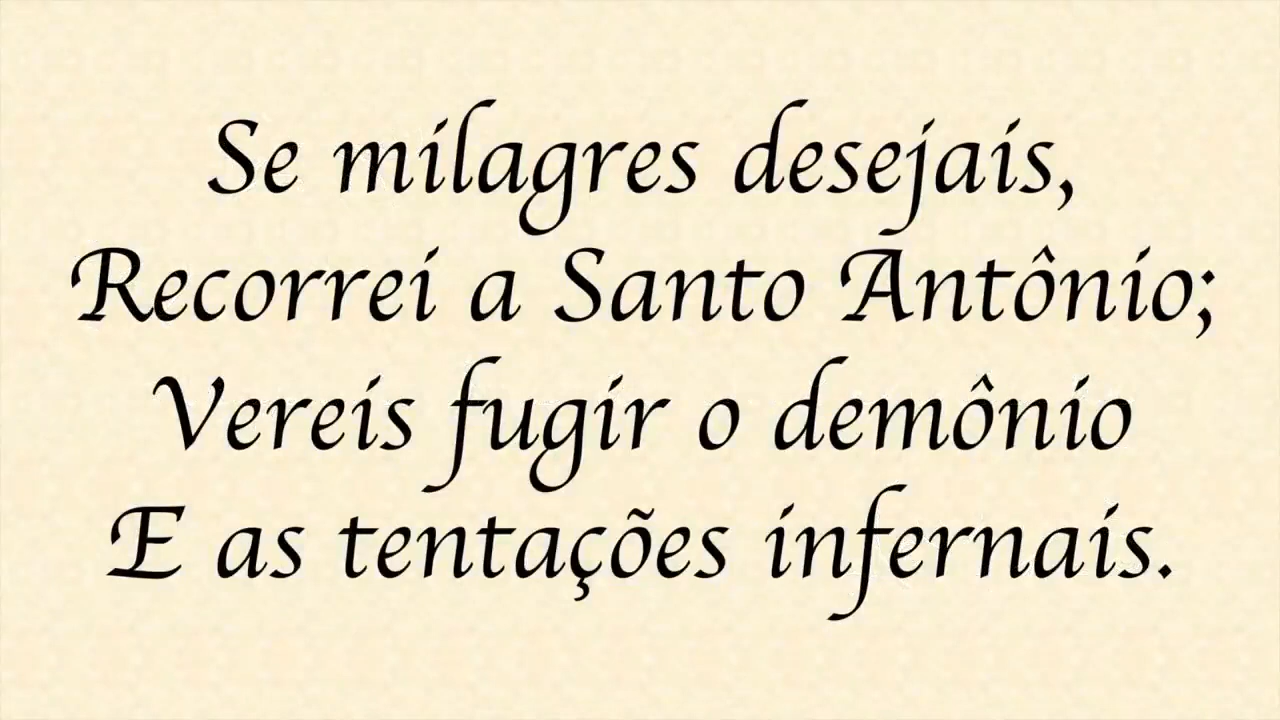 Se milagres desejais,
Recorrei a Santo Antônio;
Vereis fugir o demônio
E as tentações infernais.